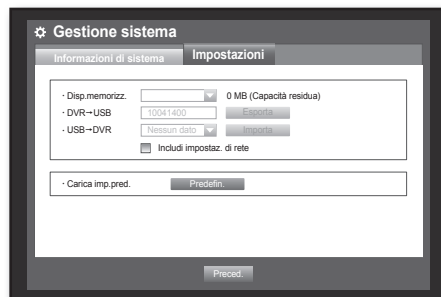 Gestione sistema
Informazioni di sistema Impostazioni
· Disp.memorizz. 0 MB (Capacità residua)
· DVR→USB 10041400 Esporta
· USB→DVR Nessun dato Importa
Includi impostaz. di rete
· Carica imp.pred. Predefin.
Preced.